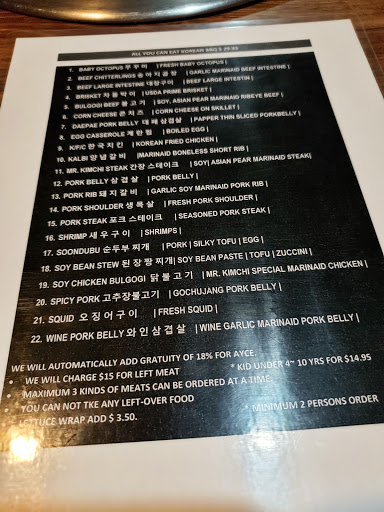 ALL YOU CAN EAT KOREAN BBQ $ 29.95
1. BABY OCTOPUS 쭈꾸미 | FRESH BABY OCTOPUS |
2. BEEF CHITTERLINGS 송아지곱창 | GARLIC MARINAID BEEF INTESTINE |
3. BEEF LARGE INTESTINE 대창구이 | BEEF LARGE INTESTIN |
4. BRISKET 차돌박이 | USDA PRIME BRISKET |
5. BULGOGI BEEF 불고기 | SOY, ASIAN PEAR MARINAID RIBEYE BEEF |
6. CORN CHEESE 콘치즈 | CORN CHEESE ON SKILLET |
7. DAEPAE PORK BELLY 대패삼겹살 | PAPPER THIN SLICED PORKBELLY |
8. EGG CASSEROLE 계란찜 | BOILED EGG |
9. K/F/C 한국치킨 | KOREAN FRIED CHICKEN |
10. KALBI 양념갈비 |MARINAID BONELESS SHORT RIB |
11. MR. KIMCHI STEAK 간장 스테이크 | SOY| ASIAN PEAR MARINAID STEAK|
12. PORK BELLY 삼겹살 | PORK BELLY |
13. PORK RIB 돼지갈비 | GARLIC SOY MARINAID PORK RIB |
14. PORK SHOULDER 생목살 | FRESH PORK SHOULDER |
15. PORK STEAK 포크스테이크 | SEASONED PORK STEAK |
16. SHRIMP 새우구이 | SHRIMPS |
17. SOONDUBU 순두부찌개 | PORK | SILKY TOFU | EGG |
18. SOY BEAN STEW 된장짱찌개| SOY BEAN PASTE | TOFU | ZUCCINI |
19. SOY CHICKEN BULGOGI 닭불고기 | MR. KIMCHI SPECIAL MARINAID CHICKEN |
20. SPICY PORK 고추장불고기 | GOCHUJANG PORK BELLY |
21. SQUID 오징어구이 | FRESH SQUID |
22. WINE PORK BELLY 와인삼겹살 | WINE GARLIC MARINAID PORK BELLY |
WE WILL AUTOMATICALLY ADD GRATUITY OF 18% FOR AYCE.
• WE WILL CHARGE $15 FOR LEFT MEAT * KID UNDER 4~ 10 YRS FOR $14.95
• MAXIMUM 3 KINDS OF MEATS CAN BE ORDERED AT A TIME.
YOU CAN NOT TKE ANY LEFT-OVER FOOD * MINIMUM 2 PERSONS ORDER
LETTUCE WRAP ADD $ 3.50.